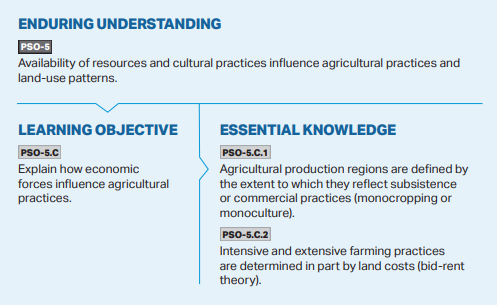 ENDURING UNDERSTANDING
PSO-5
Availability of resources and cultural practices influence agricultural practices and
land-use patterns.
LEARNING OBJECTIVE
PSO-5.C
Explain how economic
forces influence agricultural
practices.
ESSENTIAL KNOWLEDGE
PSO-5.C.1
Agricultural production regions are defined by
the extent to which they reflect subsistence
or commercial practices (monocropping or
monoculture).
PSO-5.C.2
Intensive and extensive farming practices
are determined in part by land costs (bid-rent
theory).